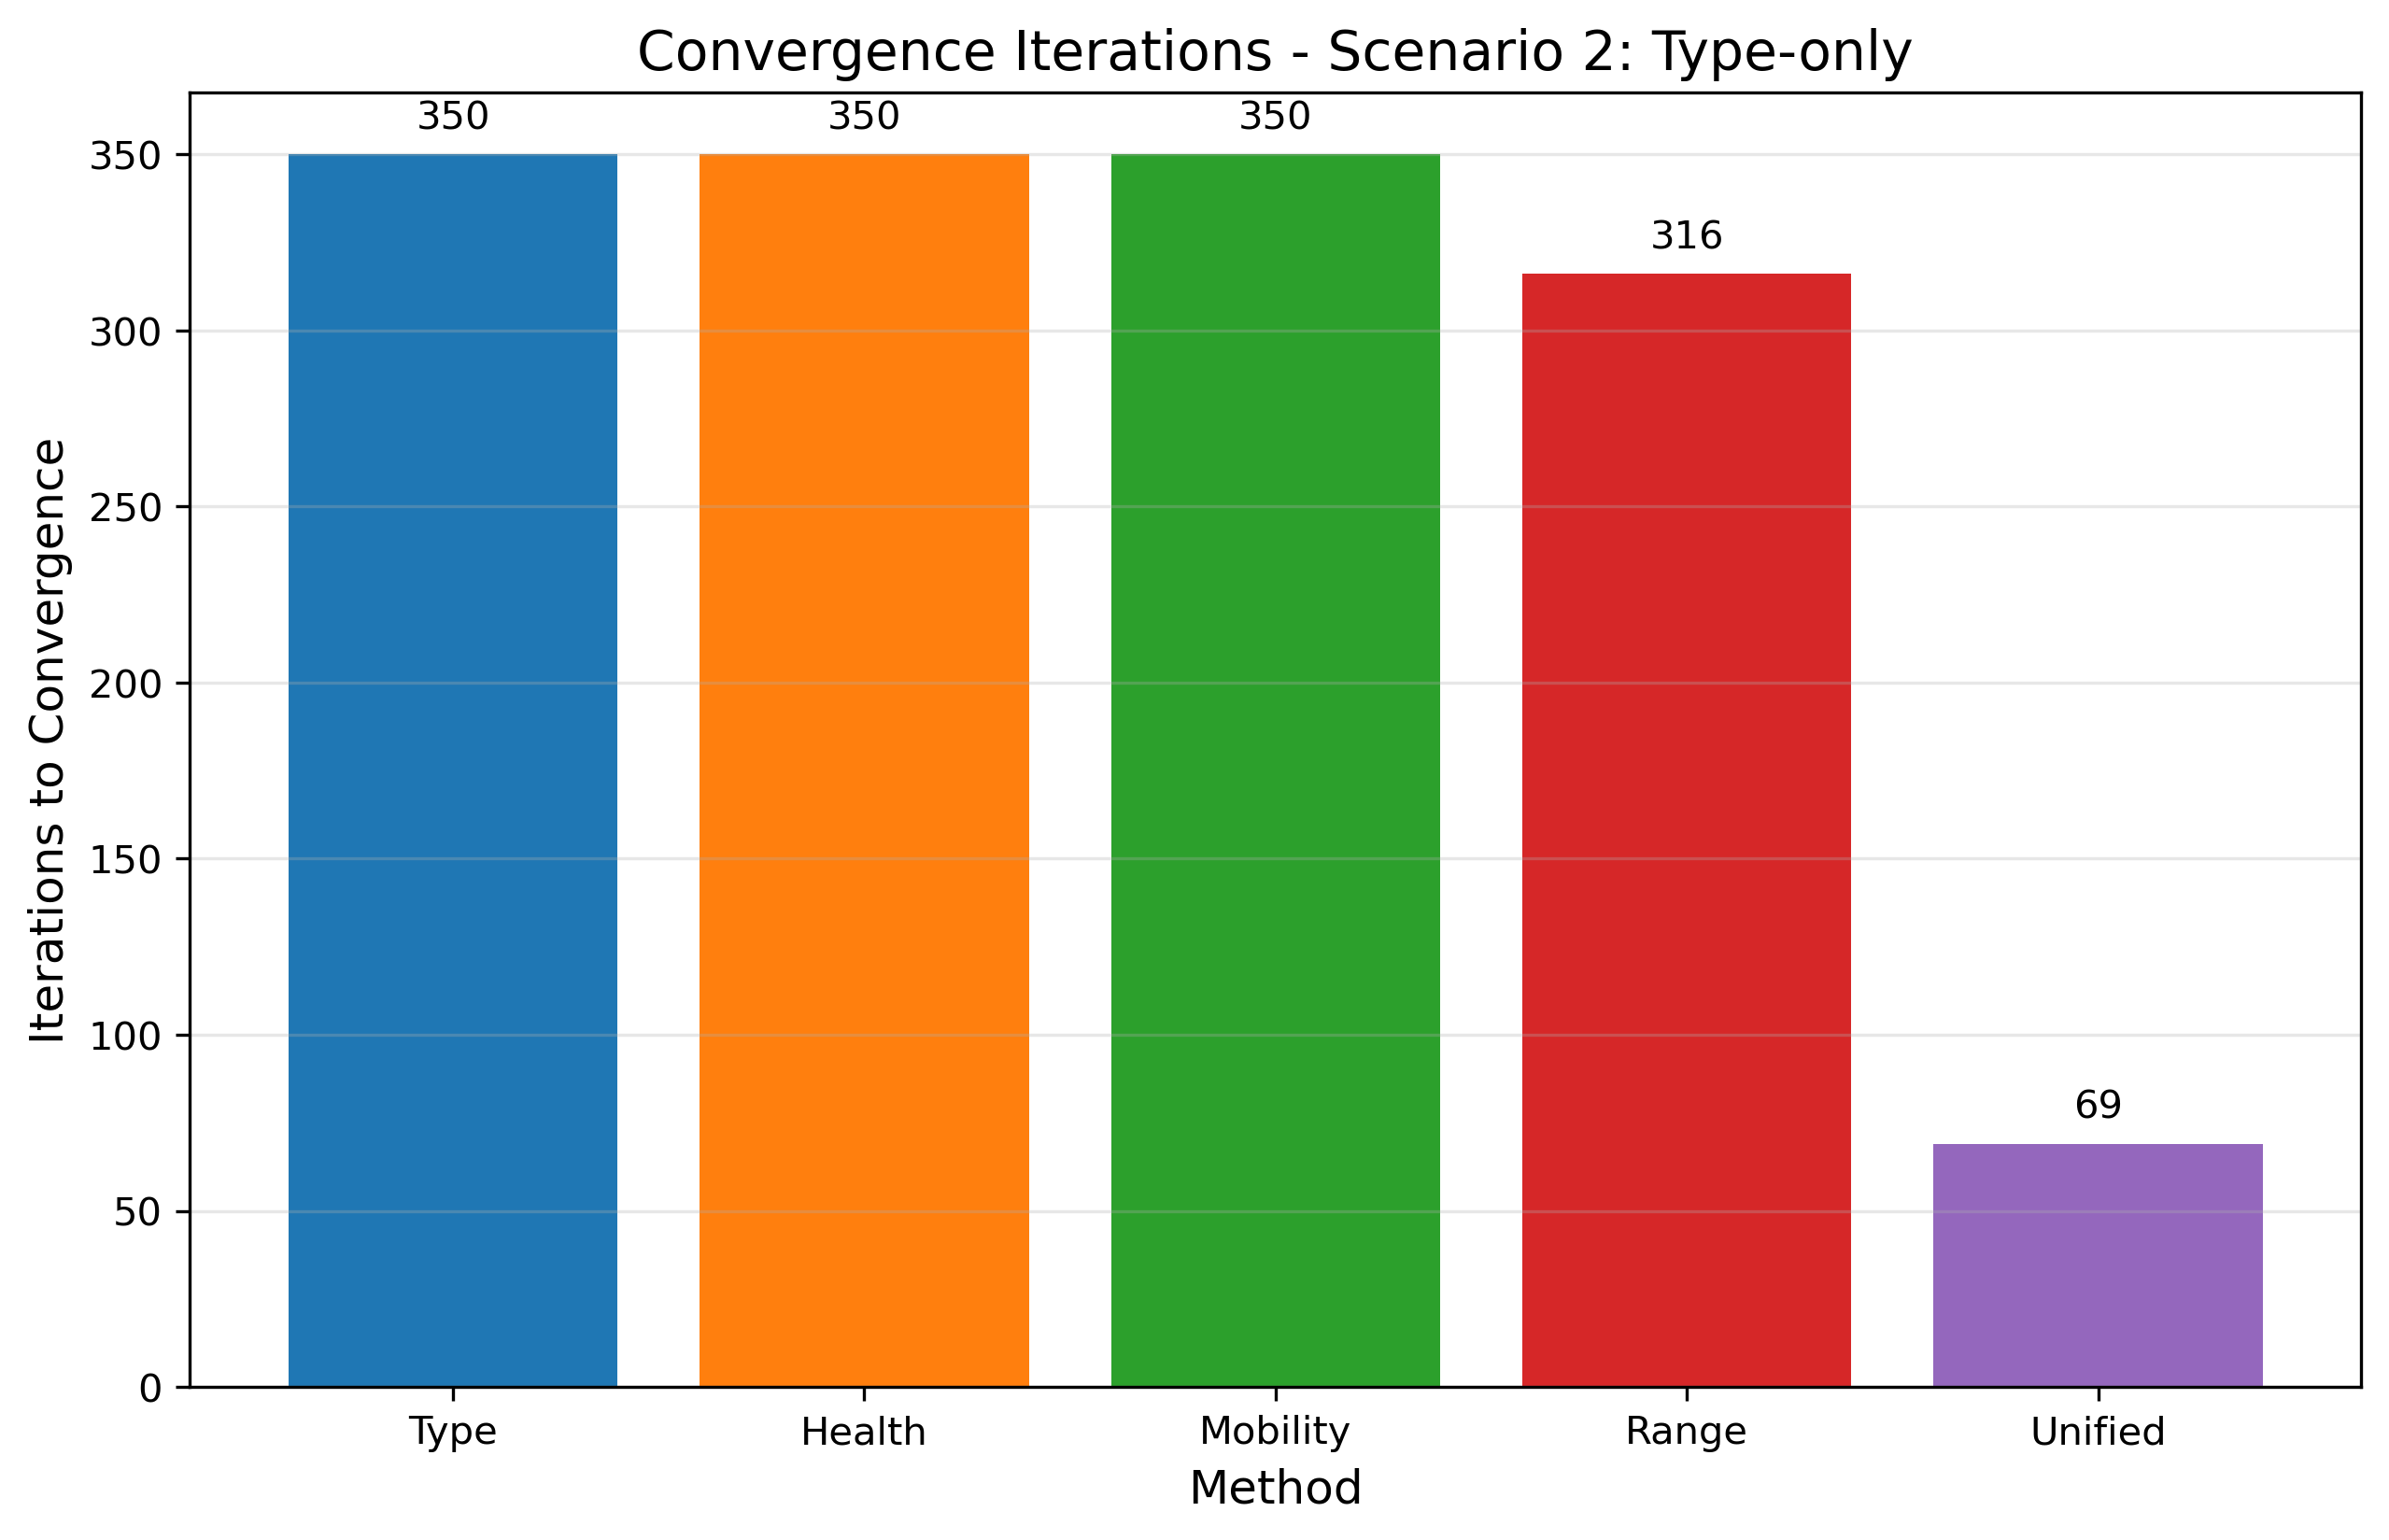 Convergence Iterations - Scenario 2: Type-only
350
350
350
316
69
350
300
250
200
150
100
50
0
Iterations to Convergence
Type
Health
Mobility
Range
Unified
Method